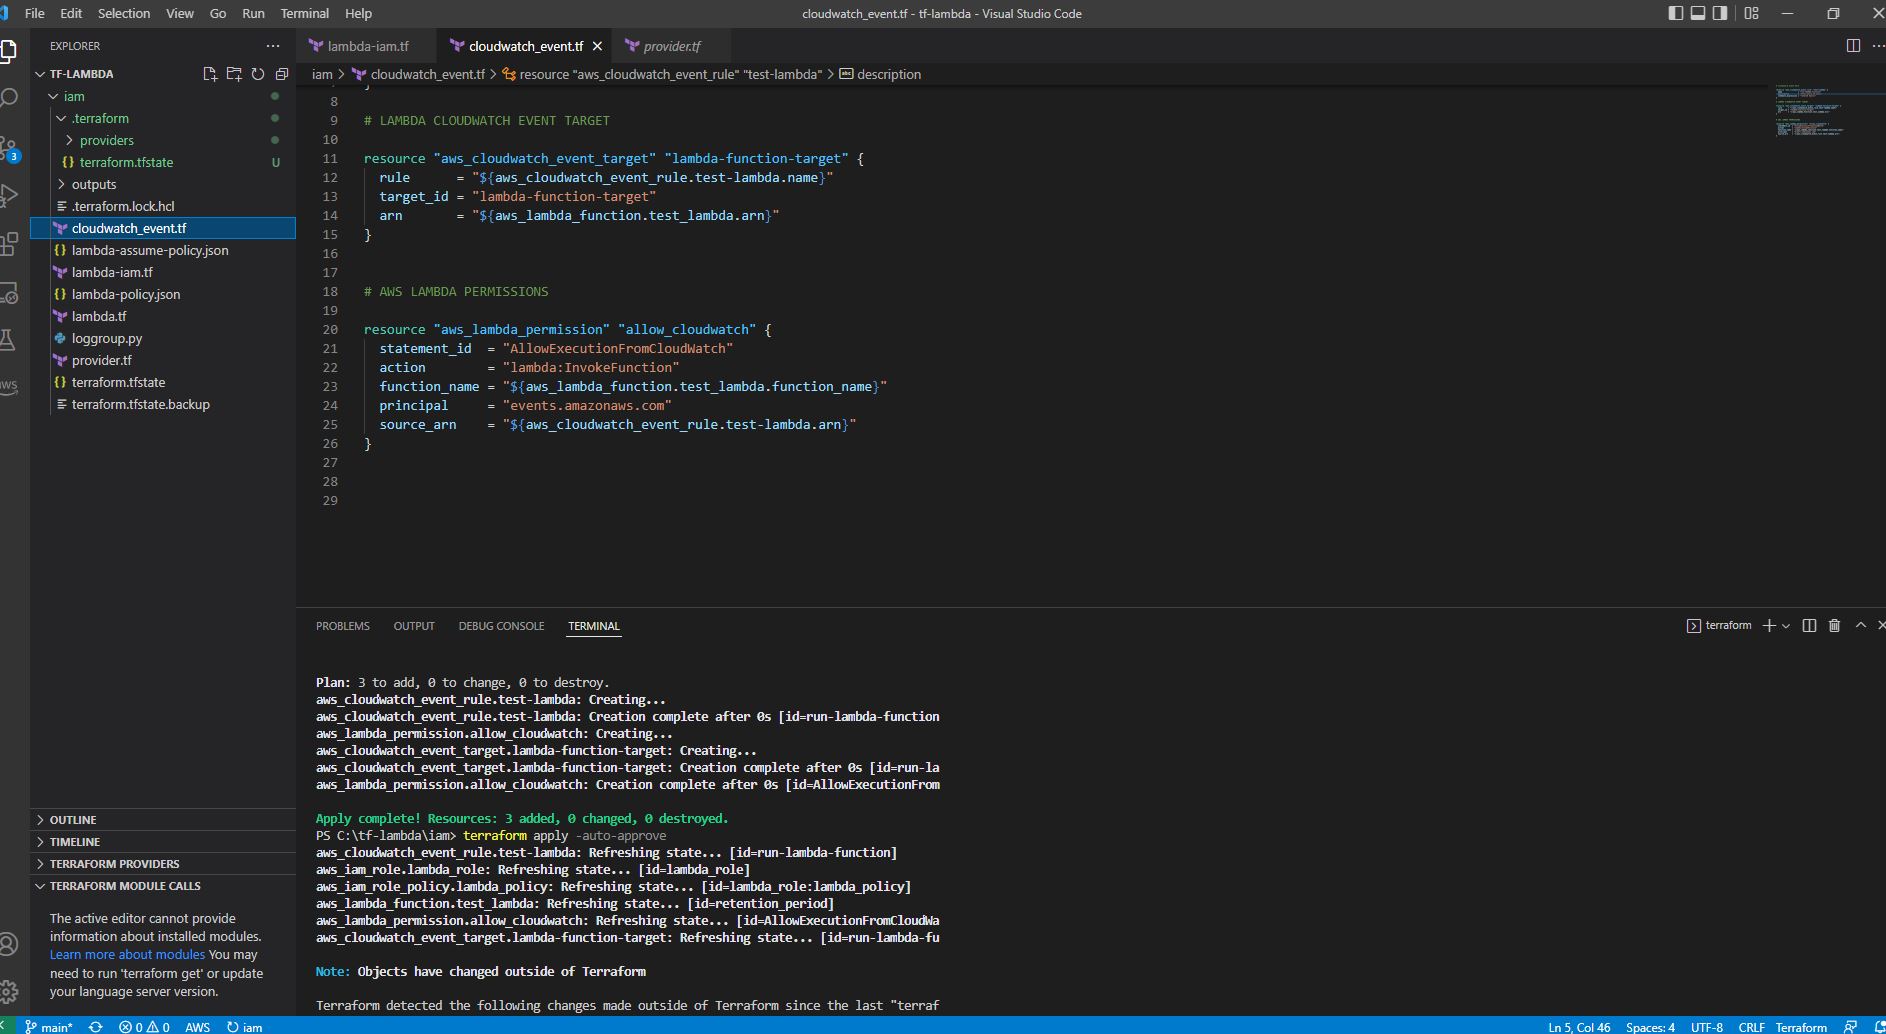 File Edit Selection View Go Run Terminal Help
cloudwatch_event.tf - tf-lambda - Visual Studio Code
EXPLORER
TF-LAMBDA
iam
.terraform
providers
terraform.tfstate U
outputs
.terraform.lock.hcl
cloudwatch_event.tf
lambda-assume-policy.json
lambda-iam.tf
lambda-policy.json
lambda.tf
loggroup.py
provider.tf
terraform.tfstate
terraform.tfstate.backup
3
aws
OUTLINE
TIMELINE
TERRAFORM PROVIDERS
TERRAFORM MODULE CALLS
The active editor cannot provide
information about installed modules.
Learn more about modules You may
need to run 'terraform get' or update
your language server version.
lambda-iam.tf cloudwatch_event.tf provider.tf
iam > cloudwatch_event.tf > resource "aws_cloudwatch_event_rule" "test-lambda" > description
8
9 # LAMBDA CLOUDWATCH EVENT TARGET
10
11 resource "aws_cloudwatch_event_target" "lambda-function-target" {
12 rule = "${aws_cloudwatch_event_rule.test-lambda.name}"
13 target_id = "lambda-function-target"
14 arn = "${aws_lambda_function.test_lambda.arn}"
15 }
16
17
18 # AWS LAMBDA PERMISSIONS
19
20 resource "aws_lambda_permission" "allow_cloudwatch" {
21 statement_id = "AllowExecutionFromCloudWatch"
22 action = "lambda:InvokeFunction"
23 function_name = "${aws_lambda_function.test_lambda.function_name}"
24 principal = "events.amazonaws.com"
25 source_arn = "${aws_cloudwatch_event_rule.test-lambda.arn}"
26 }
27
28
29
PROBLEMS OUTPUT DEBUG CONSOLE TERMINAL
terraform
Plan: 3 to add, 0 to change, 0 to destroy.
aws_cloudwatch_event_rule.test-lambda: Creating...
aws_cloudwatch_event_rule.test-lambda: Creation complete after 0s [id=run-lambda-function
aws_lambda_permission.allow_cloudwatch: Creating...
aws_cloudwatch_event_target.lambda-function-target: Creating...
aws_cloudwatch_event_target.lambda-function-target: Creation complete after 0s [id=run-la
aws_lambda_permission.allow_cloudwatch: Creation complete after 0s [id=AllowExecutionFrom
Apply complete! Resources: 3 added, 0 changed, 0 destroyed.
PS C:\tf-lambda\iam> terraform apply -auto-approve
aws_cloudwatch_event_rule.test-lambda: Refreshing state... [id=run-lambda-function]
aws_iam_role.lambda_role: Refreshing state... [id=lambda_role]
aws_iam_role_policy.lambda_policy: Refreshing state... [id=lambda_role:lambda_policy]
aws_lambda_function.test_lambda: Refreshing state... [id=retention_period]
aws_lambda_permission.allow_cloudwatch: Refreshing state... [id=AllowExecutionFromCloudWa
aws_cloudwatch_event_target.lambda-function-target: Refreshing state... [id=run-lambda-fu
Note: Objects have changed outside of Terraform
Terraform detected the following changes made outside of Terraform since the last "terraf
main* 0 0 AWS iam
Ln 5, Col 46 Spaces: 4 UTF-8 CRLF Terraform